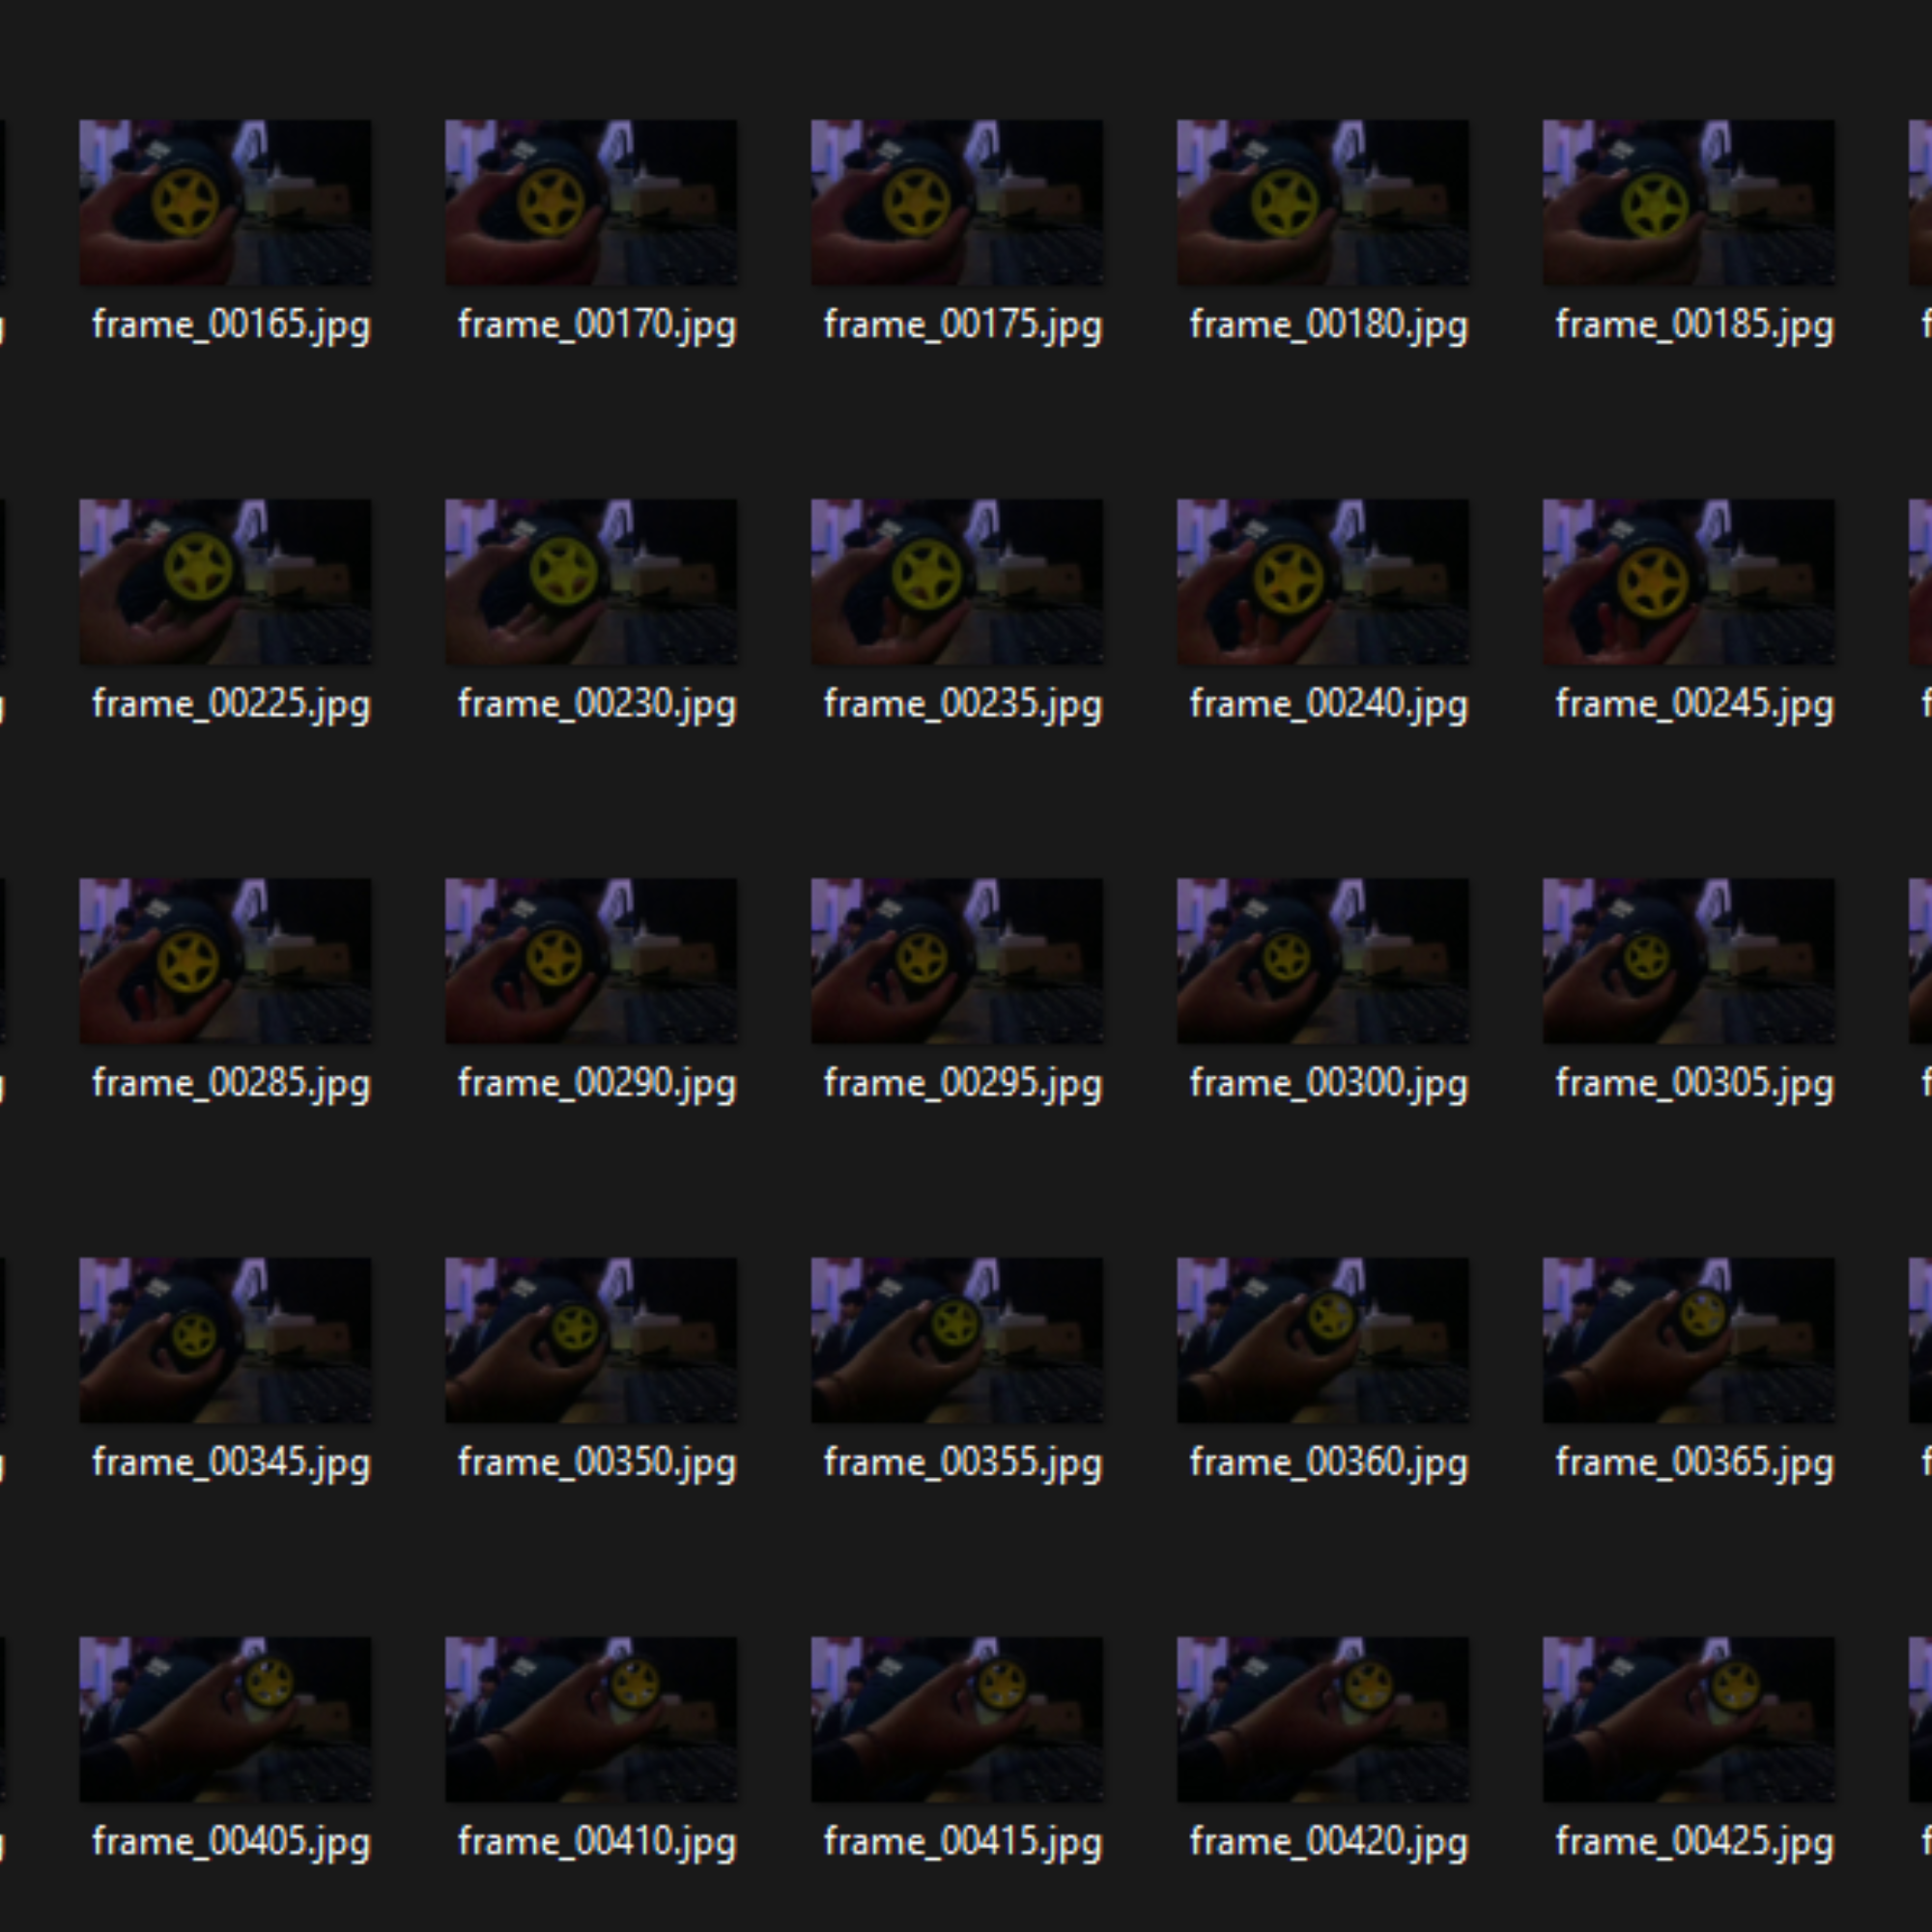 frame_00165.jpg frame_00170.jpg frame_00175.jpg frame_00180.jpg frame_00185.jpg
frame_00225.jpg frame_00230.jpg frame_00235.jpg frame_00240.jpg frame_00245.jpg
frame_00285.jpg frame_00290.jpg frame_00295.jpg frame_00300.jpg frame_00305.jpg
frame_00345.jpg frame_00350.jpg frame_00355.jpg frame_00360.jpg frame_00365.jpg
frame_00405.jpg frame_00410.jpg frame_00415.jpg frame_00420.jpg frame_00425.jpg